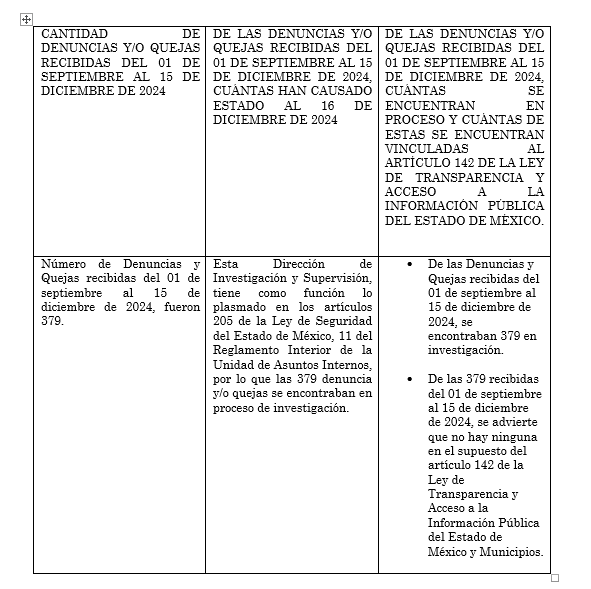 CANTIDAD DE
DENUNCIAS Y/O QUEJAS
RECIBIDAS DEL 01 DE
SEPTIEMBRE AL 15 DE
DICIEMBRE DE 2024
DE LAS DENUNCIAS Y/O
QUEJAS RECIBIDAS DEL
01 DE SEPTIEMBRE AL 15
DE DICIEMBRE DE 2024,
CUÁNTAS HAN CAUSADO
ESTADO AL 16 DE
DICIEMBRE DE 2024
DE LAS DENUNCIAS Y/O
QUEJAS RECIBIDAS DEL
01 DE SEPTIEMBRE AL 15
DE DICIEMBRE DE 2024,
CUÁNTAS SE
ENCUENTRAN EN
PROCESO Y CUÁNTAS DE
ESTAS SE ENCUENTRAN
VINCULADAS AL
ARTÍCULO 142 DE LA LEY
DE TRANSPARENCIA Y
ACCESO A LA
INFORMACIÓN PÚBLICA
DEL ESTADO DE MÉXICO.
Número de Denuncias y
Quejas recibidas del 01 de
septiembre al 15 de
diciembre de 2024, fueron
379.
Esta Dirección de
Investigación y Supervisión,
tiene como función lo
plasmado en los artículos
205 de la Ley de Seguridad
del Estado de México, 11 del
Reglamento Interior de la
Unidad de Asuntos Internos,
por lo que las 379 denuncia
y/o quejas se encontraban en
proceso de investigación.
• De las Denuncias y
Quejas recibidas del
01 de septiembre al
15 de diciembre de
2024, se
encontraban 379 en
investigación.
• De las 379 recibidas
del 01 de septiembre
al 15 de diciembre
de 2024, se advierte
que no hay ninguna
en el supuesto del
artículo 142 de la
Ley de
Transparencia y
Acceso a la
Información Pública
del Estado de
México y Municipios.